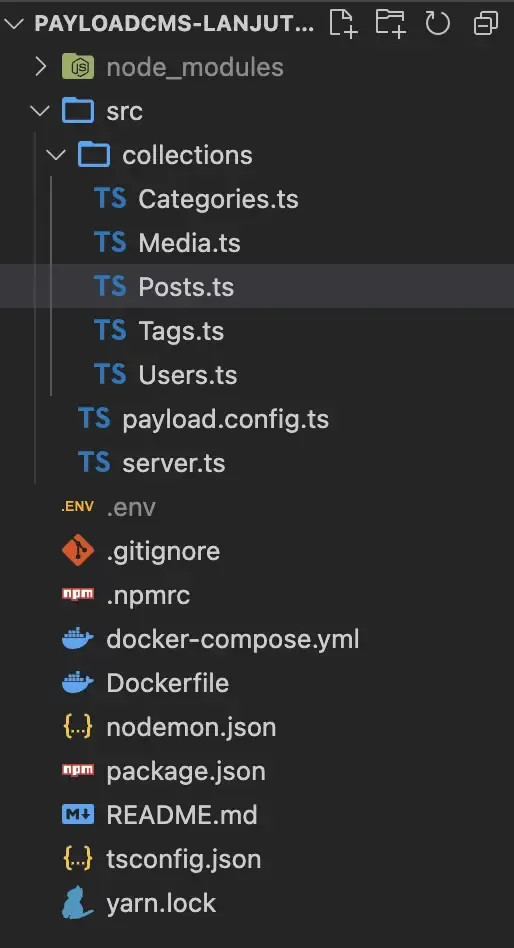 PAYLOADCMS-LANJUT...
node_modules
src
collections
TS Categories.ts
TS Media.ts
TS Posts.ts
TS Tags.ts
TS Users.ts
TS payload.config.ts
TS server.ts
.ENV .env
.gitignore
npm .npmrc
docker-compose.yml
Dockerfile
{...} nodemon.json
npm package.json
M README.md
{...} tsconfig.json
yarn.lock